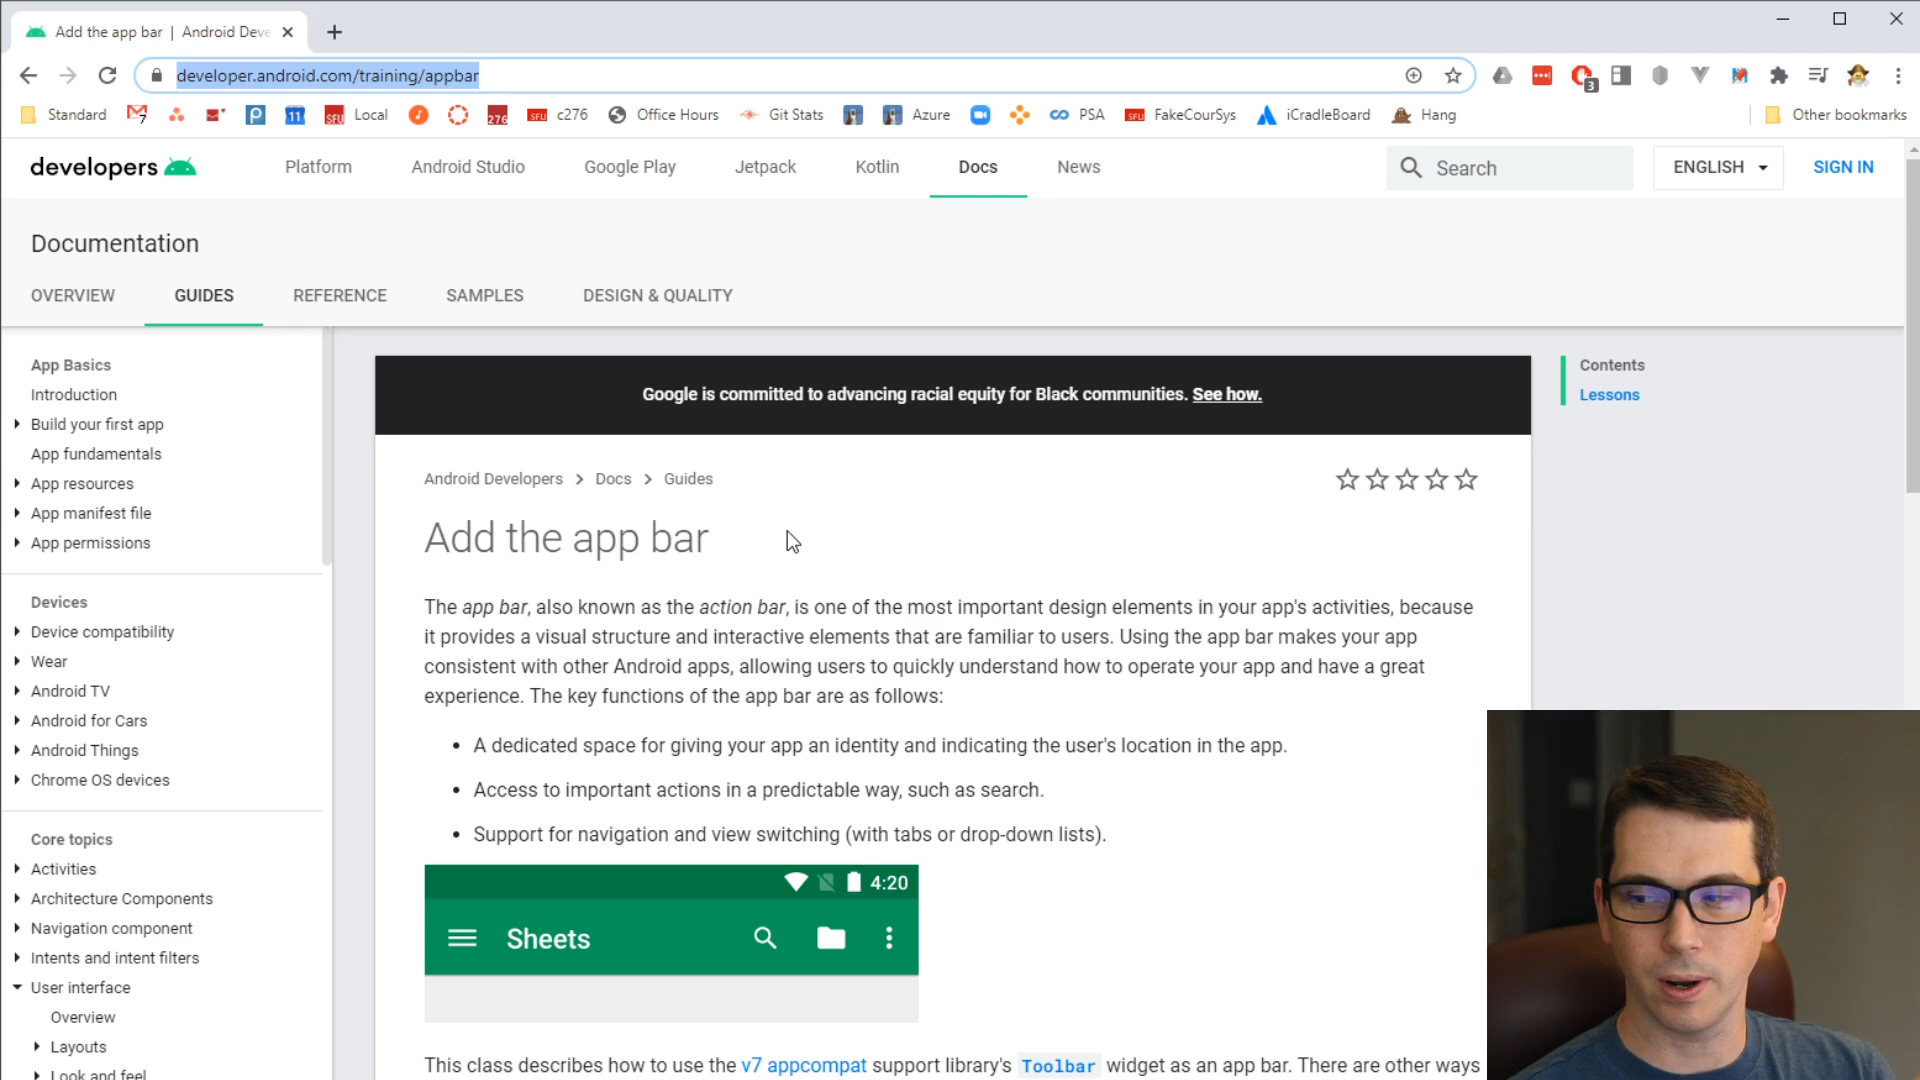 Add the app bar | Android Deve
developer.android.com/training/appbar
3
Standard
7
P
11
SFU
Local
276
SFU
c276
Office Hours
Git Stats
Azure
PSA
SFU
FakeCourSys
iCradleBoard
Hang
Other bookmarks
developers
Platform
Android Studio
Google Play
Jetpack
Kotlin
Docs
News
Search
ENGLISH
SIGN IN
Documentation
OVERVIEW
GUIDES
REFERENCE
SAMPLES
DESIGN & QUALITY
App Basics
Introduction
Build your first app
App fundamentals
App resources
App manifest file
App permissions
Devices
Device compatibility
Wear
Android TV
Android for Cars
Android Things
Chrome OS devices
Core topics
Activities
Architecture Components
Navigation component
Intents and intent filters
User interface
Overview
Layouts
Look and feel
Google is committed to advancing racial equity for Black communities. See how.
Android Developers > Docs > Guides
Add the app bar
The app bar, also known as the action bar, is one of the most important design elements in your app's activities, because
it provides a visual structure and interactive elements that are familiar to users. Using the app bar makes your app
consistent with other Android apps, allowing users to quickly understand how to operate your app and have a great
experience. The key functions of the app bar are as follows:
• A dedicated space for giving your app an identity and indicating the user's location in the app.
• Access to important actions in a predictable way, such as search.
• Support for navigation and view switching (with tabs or drop-down lists).
4:20
Sheets
This class describes how to use the v7 appcompat support library's Toolbar widget as an app bar. There are other ways
Contents
Lessons